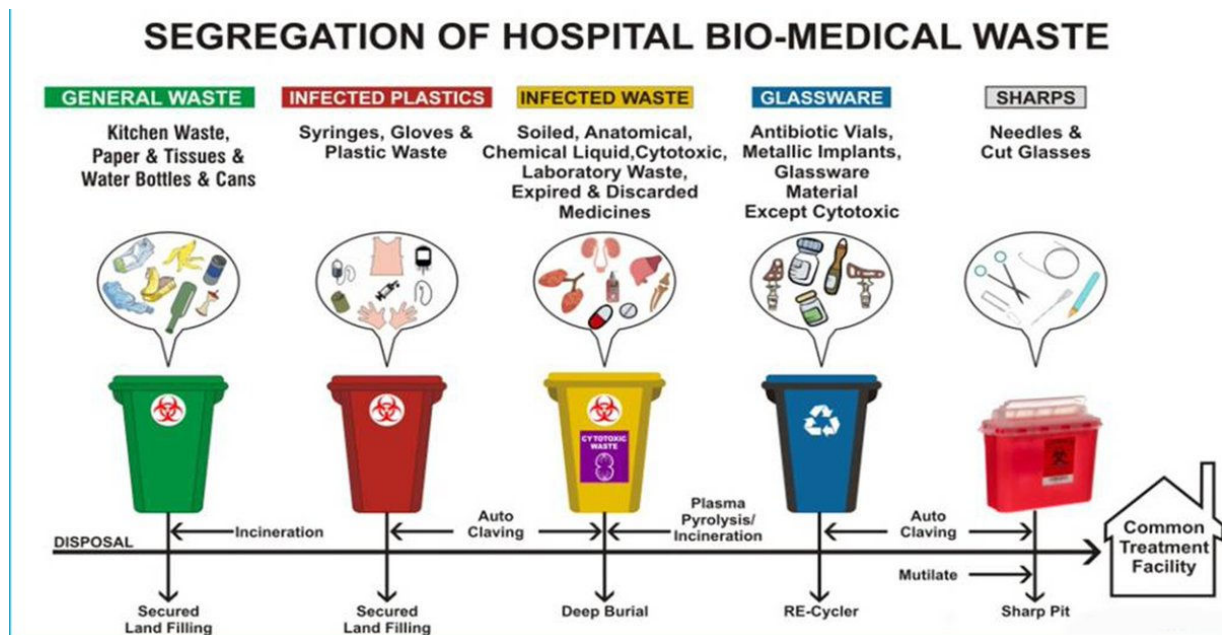 SEGREGATION OF HOSPITAL BIO-MEDICAL WASTE
GENERAL WASTE
Kitchen Waste,
Paper & Tissues &
Water Bottles & Cans
INFECTED PLASTICS
Syringes, Gloves &
Plastic Waste
INFECTED WASTE
Soiled, Anatomical,
Chemical Liquid,Cytotoxic,
Laboratory Waste,
Expired & Discarded
Medicines
GLASSWARE
Antibiotic Vials,
Metallic Implants,
Glassware
Material
Except Cytotoxic
SHARPS
Needles &
Cut Glasses
CYTOTOXIC
WASTE
DISPOSAL
Incineration
Auto
Claving
Plasma
Pyrolysis/
Incineration
Auto
Claving
Mutilate
Common
Treatment
Facility
Secured
Land Filling
Secured
Land Filling
Deep Burial
RE-Cycler
Sharp Pit